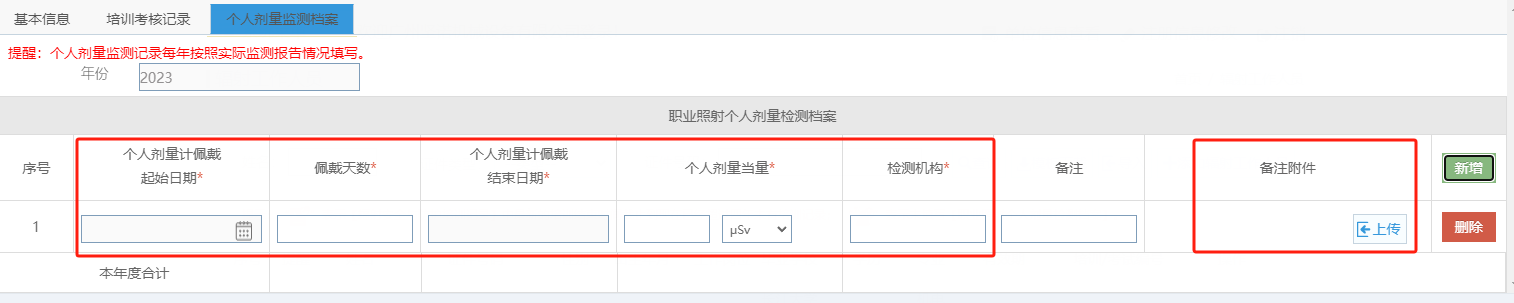 基本信息 培训考核记录 个人剂量监测档案
提醒：个人剂量监测记录每年按照实际监测报告情况填写。
年份 2023
职业照射个人剂量检测档案
序号 个人剂量计佩戴 起始日期* 佩戴天数* 个人剂量计佩戴 结束日期* 个人剂量当量* 检测机构* 备注 备注附件 新增
1 μSv 上传 删除
本年度合计